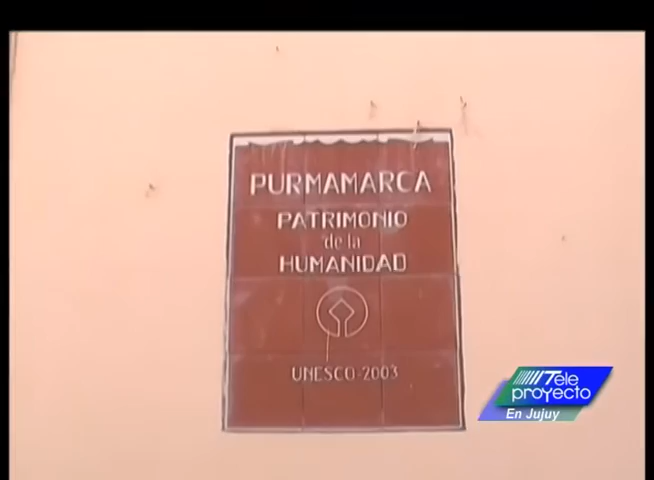 PURMAMARCA
PATRIMONIO
de la
HUMANIDAD
UNESCO-2003
Tele
proyecto
En Jujuy